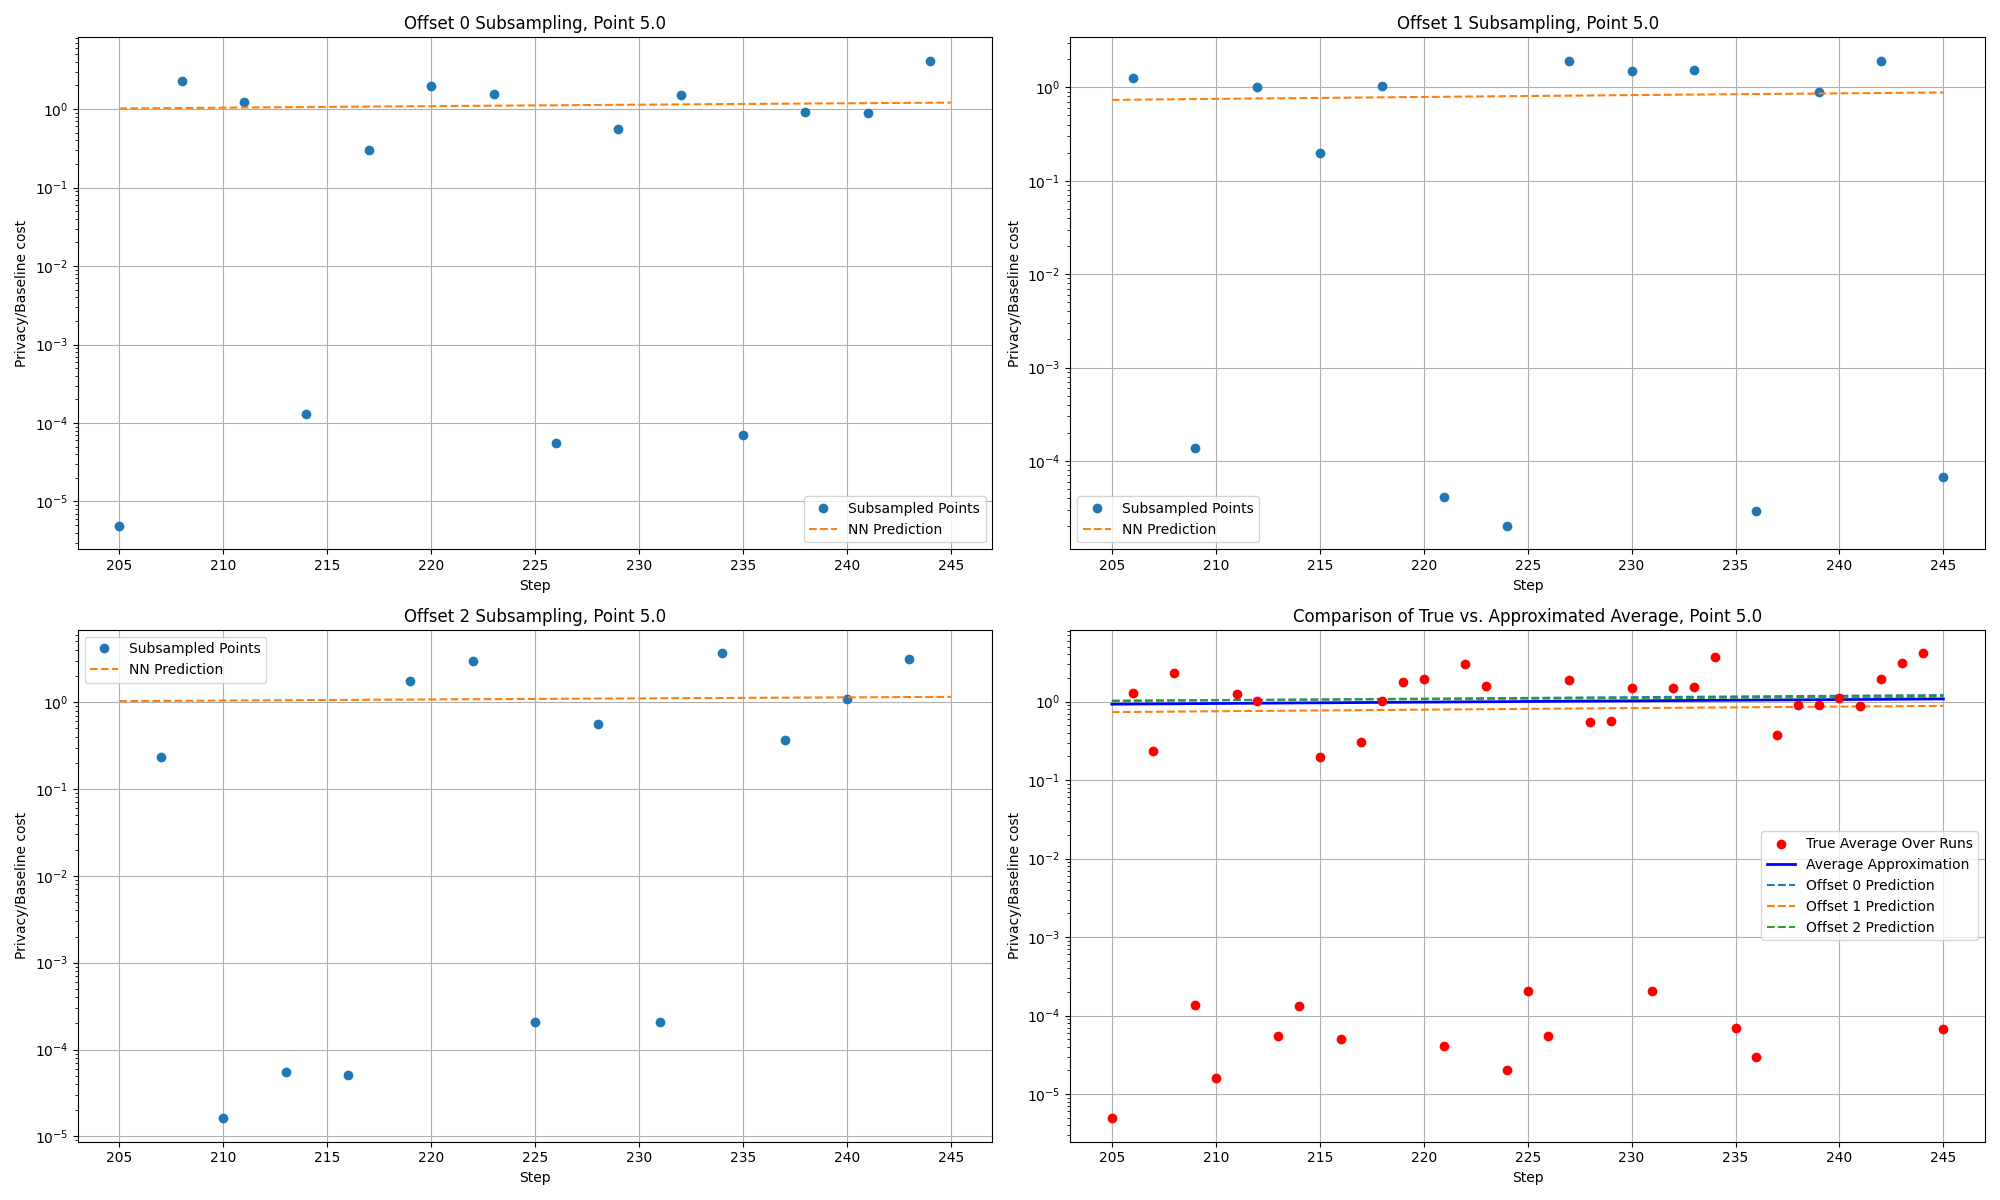 Offset 0 Subsampling, Point 5.0
Privacy/Baseline cost
10^0
10^-1
10^-2
10^-3
10^-4
10^-5
Subsampled Points
NN Prediction
205 210 215 220 225 230 235 240 245
Step
Offset 1 Subsampling, Point 5.0
Privacy/Baseline cost
10^0
10^-1
10^-2
10^-3
10^-4
Subsampled Points
NN Prediction
205 210 215 220 225 230 235 240 245
Step
Offset 2 Subsampling, Point 5.0
Privacy/Baseline cost
Subsampled Points
NN Prediction
10^0
10^-1
10^-2
10^-3
10^-4
10^-5
205 210 215 220 225 230 235 240 245
Step
Comparison of True vs. Approximated Average, Point 5.0
Privacy/Baseline cost
10^0
10^-1
10^-2
10^-3
10^-4
10^-5
True Average Over Runs
Average Approximation
Offset 0 Prediction
Offset 1 Prediction
Offset 2 Prediction
205 210 215 220 225 230 235 240 245
Step